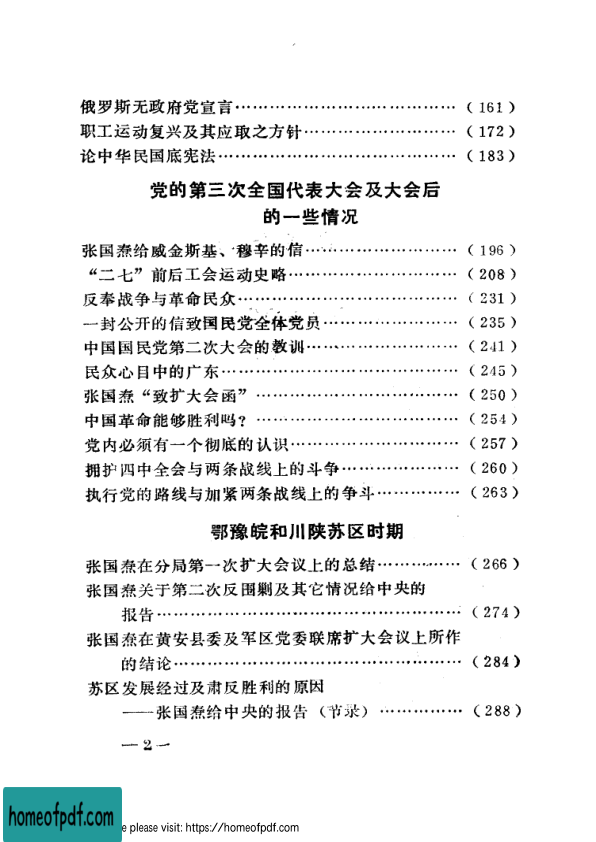 俄罗斯无政府党宣言……………………………………（161）
职工运动复兴及其应取之方针………………………（172）
论中华民国底宪法……………………………………（183）
党的第三次全国代表大会及大会后
的一些情况
张国焘给威金斯基、穆辛的信………………………（196）
“二七”前后工会运动史略…………………………（208）
反奉战争与革命民众…………………………………（231）
一封公开的信致国民党全体党员……………………（235）
中国国民党第二次大会的教训………………………（241）
民众心目中的广东……………………………………（245）
张国焘“致扩大会函”………………………………（250）
中国革命能够胜利吗？………………………………（254）
党内必须有一个彻底的认识…………………………（257）
拥护四中全会与两条战线上的斗争…………………（260）
执行党的路线与加紧两条战线上的争斗……………（263）
鄂豫皖和川陕苏区时期
张国焘在分局第一次扩大会议上的总结……………（266）
张国焘关于第二次反围剿及其它情况给中央的
报告……………………………………………………（274）
张国焘在黄安县委及军区党委联席扩大会议上所作
的结论…………………………………………………（284）
苏区发展经过及肃反胜利的原因
——张国焘给中央的报告（节录）……………（288）
—2—
homeofpdf.com
e please visit: https://homeofpdf.com